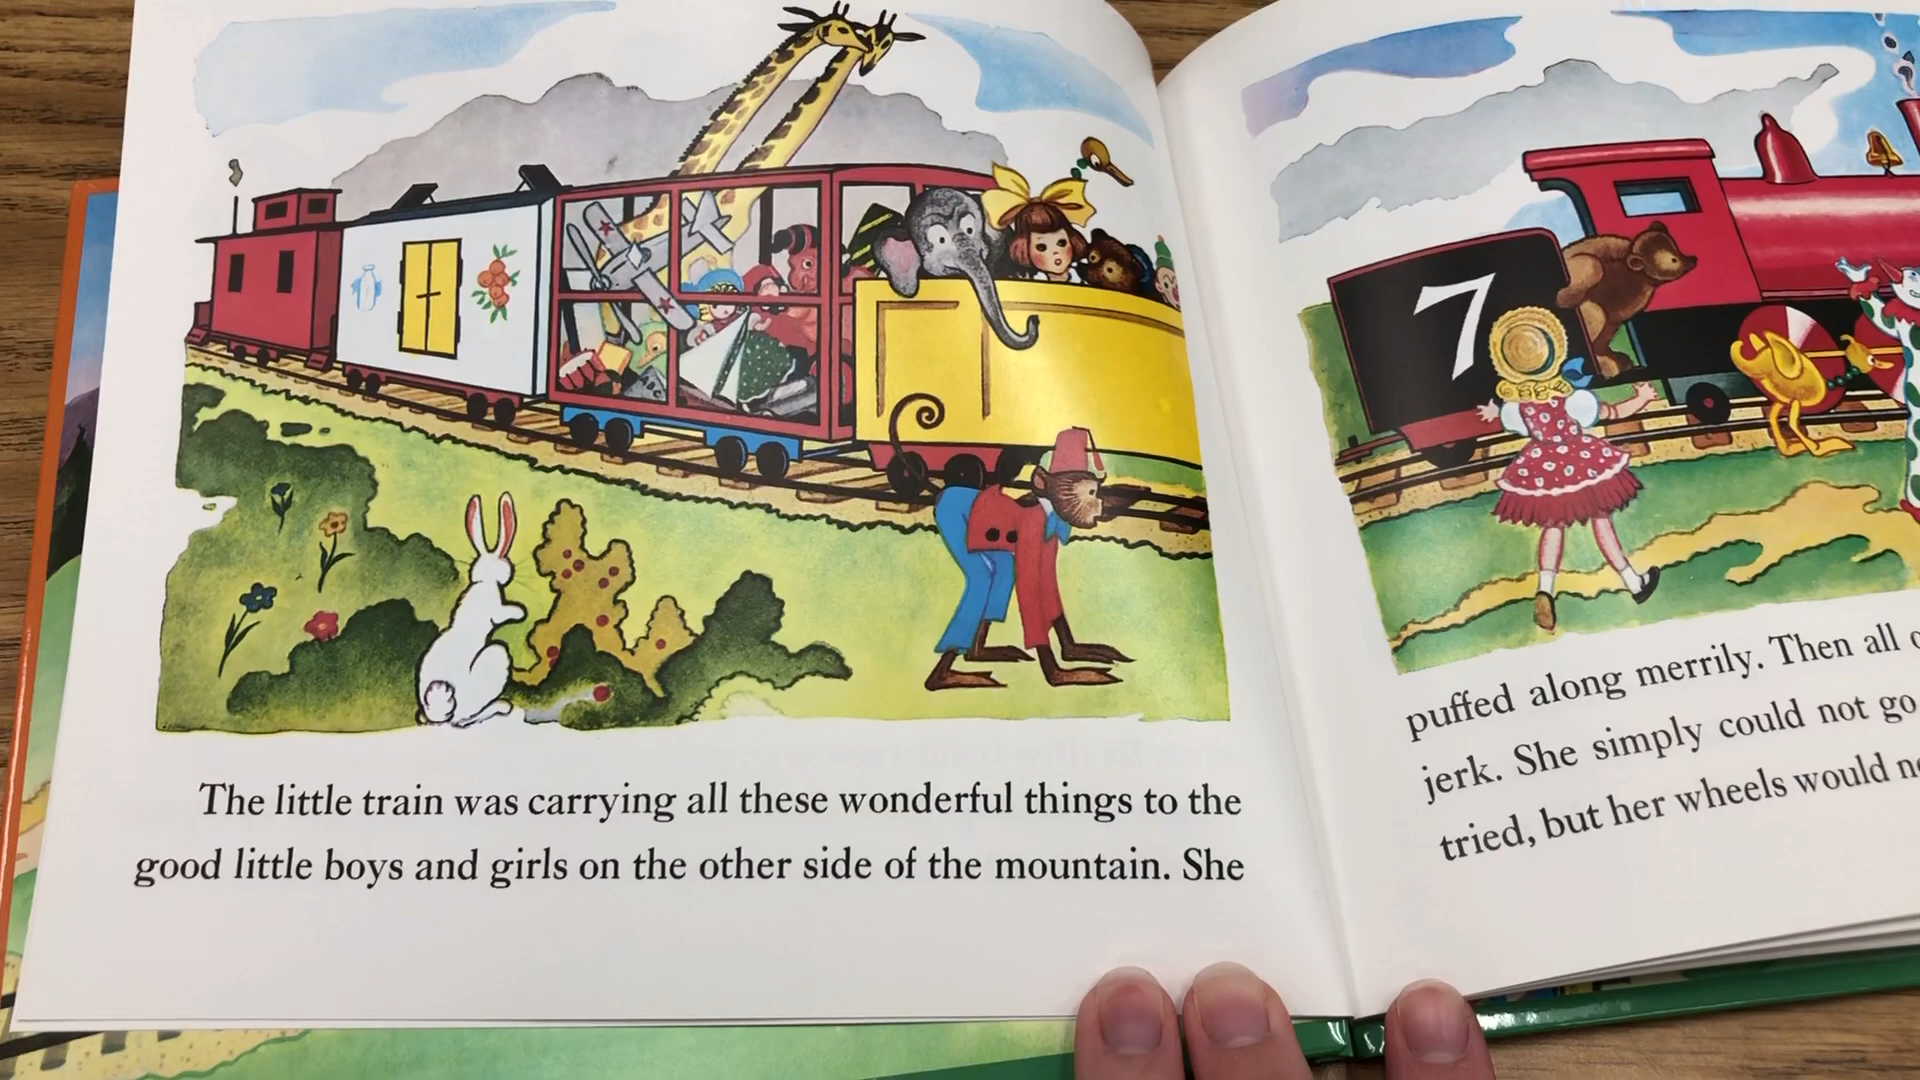 The little train was carrying all these wonderful things to the
good little boys and girls on the other side of the mountain. She
7
puffed along merrily. Then all
jerk. She simply could not go
tried, but her wheels would